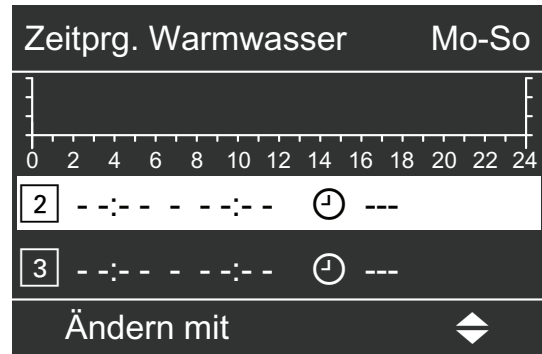 Zeitprg. Warmwasser Mo-So
0 2 4 6 8 10 12 14 16 18 20 22 24
2 - -:- - - - -:- - ---
3 - -:- - - - -:- - ---
Ändern mit